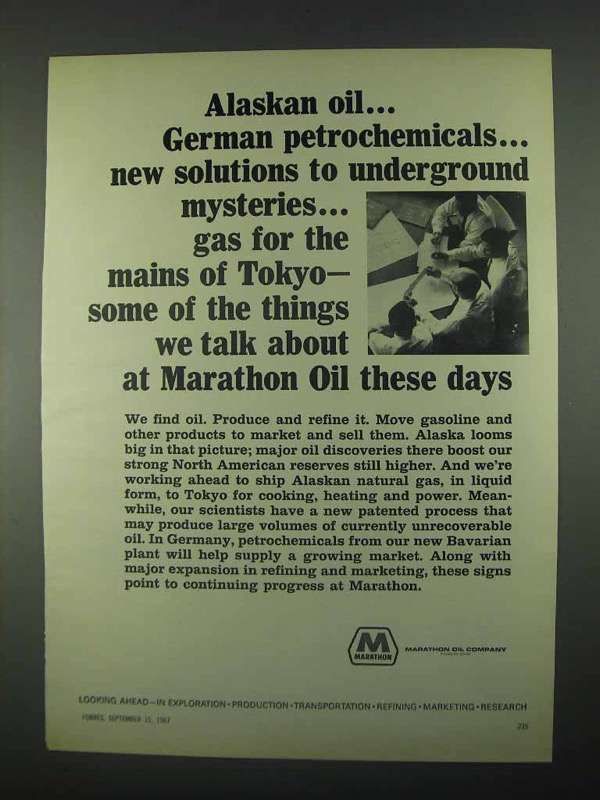 Alaskan oil...
German petrochemicals...
new solutions to underground
mysteries...
gas for the
mains of Tokyo—
some of the things
we talk about
at Marathon Oil these days
We find oil. Produce and refine it. Move gasoline and
other products to market and sell them. Alaska looms
big in that picture; major oil discoveries there boost our
strong North American reserves still higher. And we're
working ahead to ship Alaskan natural gas, in liquid
form, to Tokyo for cooking, heating and power. Mean-
while, our scientists have a new patented process that
may produce large volumes of currently unrecoverable
oil. In Germany, petrochemicals from our new Bavarian
plant will help supply a growing market. Along with
major expansion in refining and marketing, these signs
point to continuing progress at Marathon.
M
MARATHON
MARATHON OIL COMPANY
LOOKING AHEAD—IN EXPLORATION • PRODUCTION • TRANSPORTATION • REFINING • MARKETING • RESEARCH
FORBES, SEPTEMBER 15, 1967